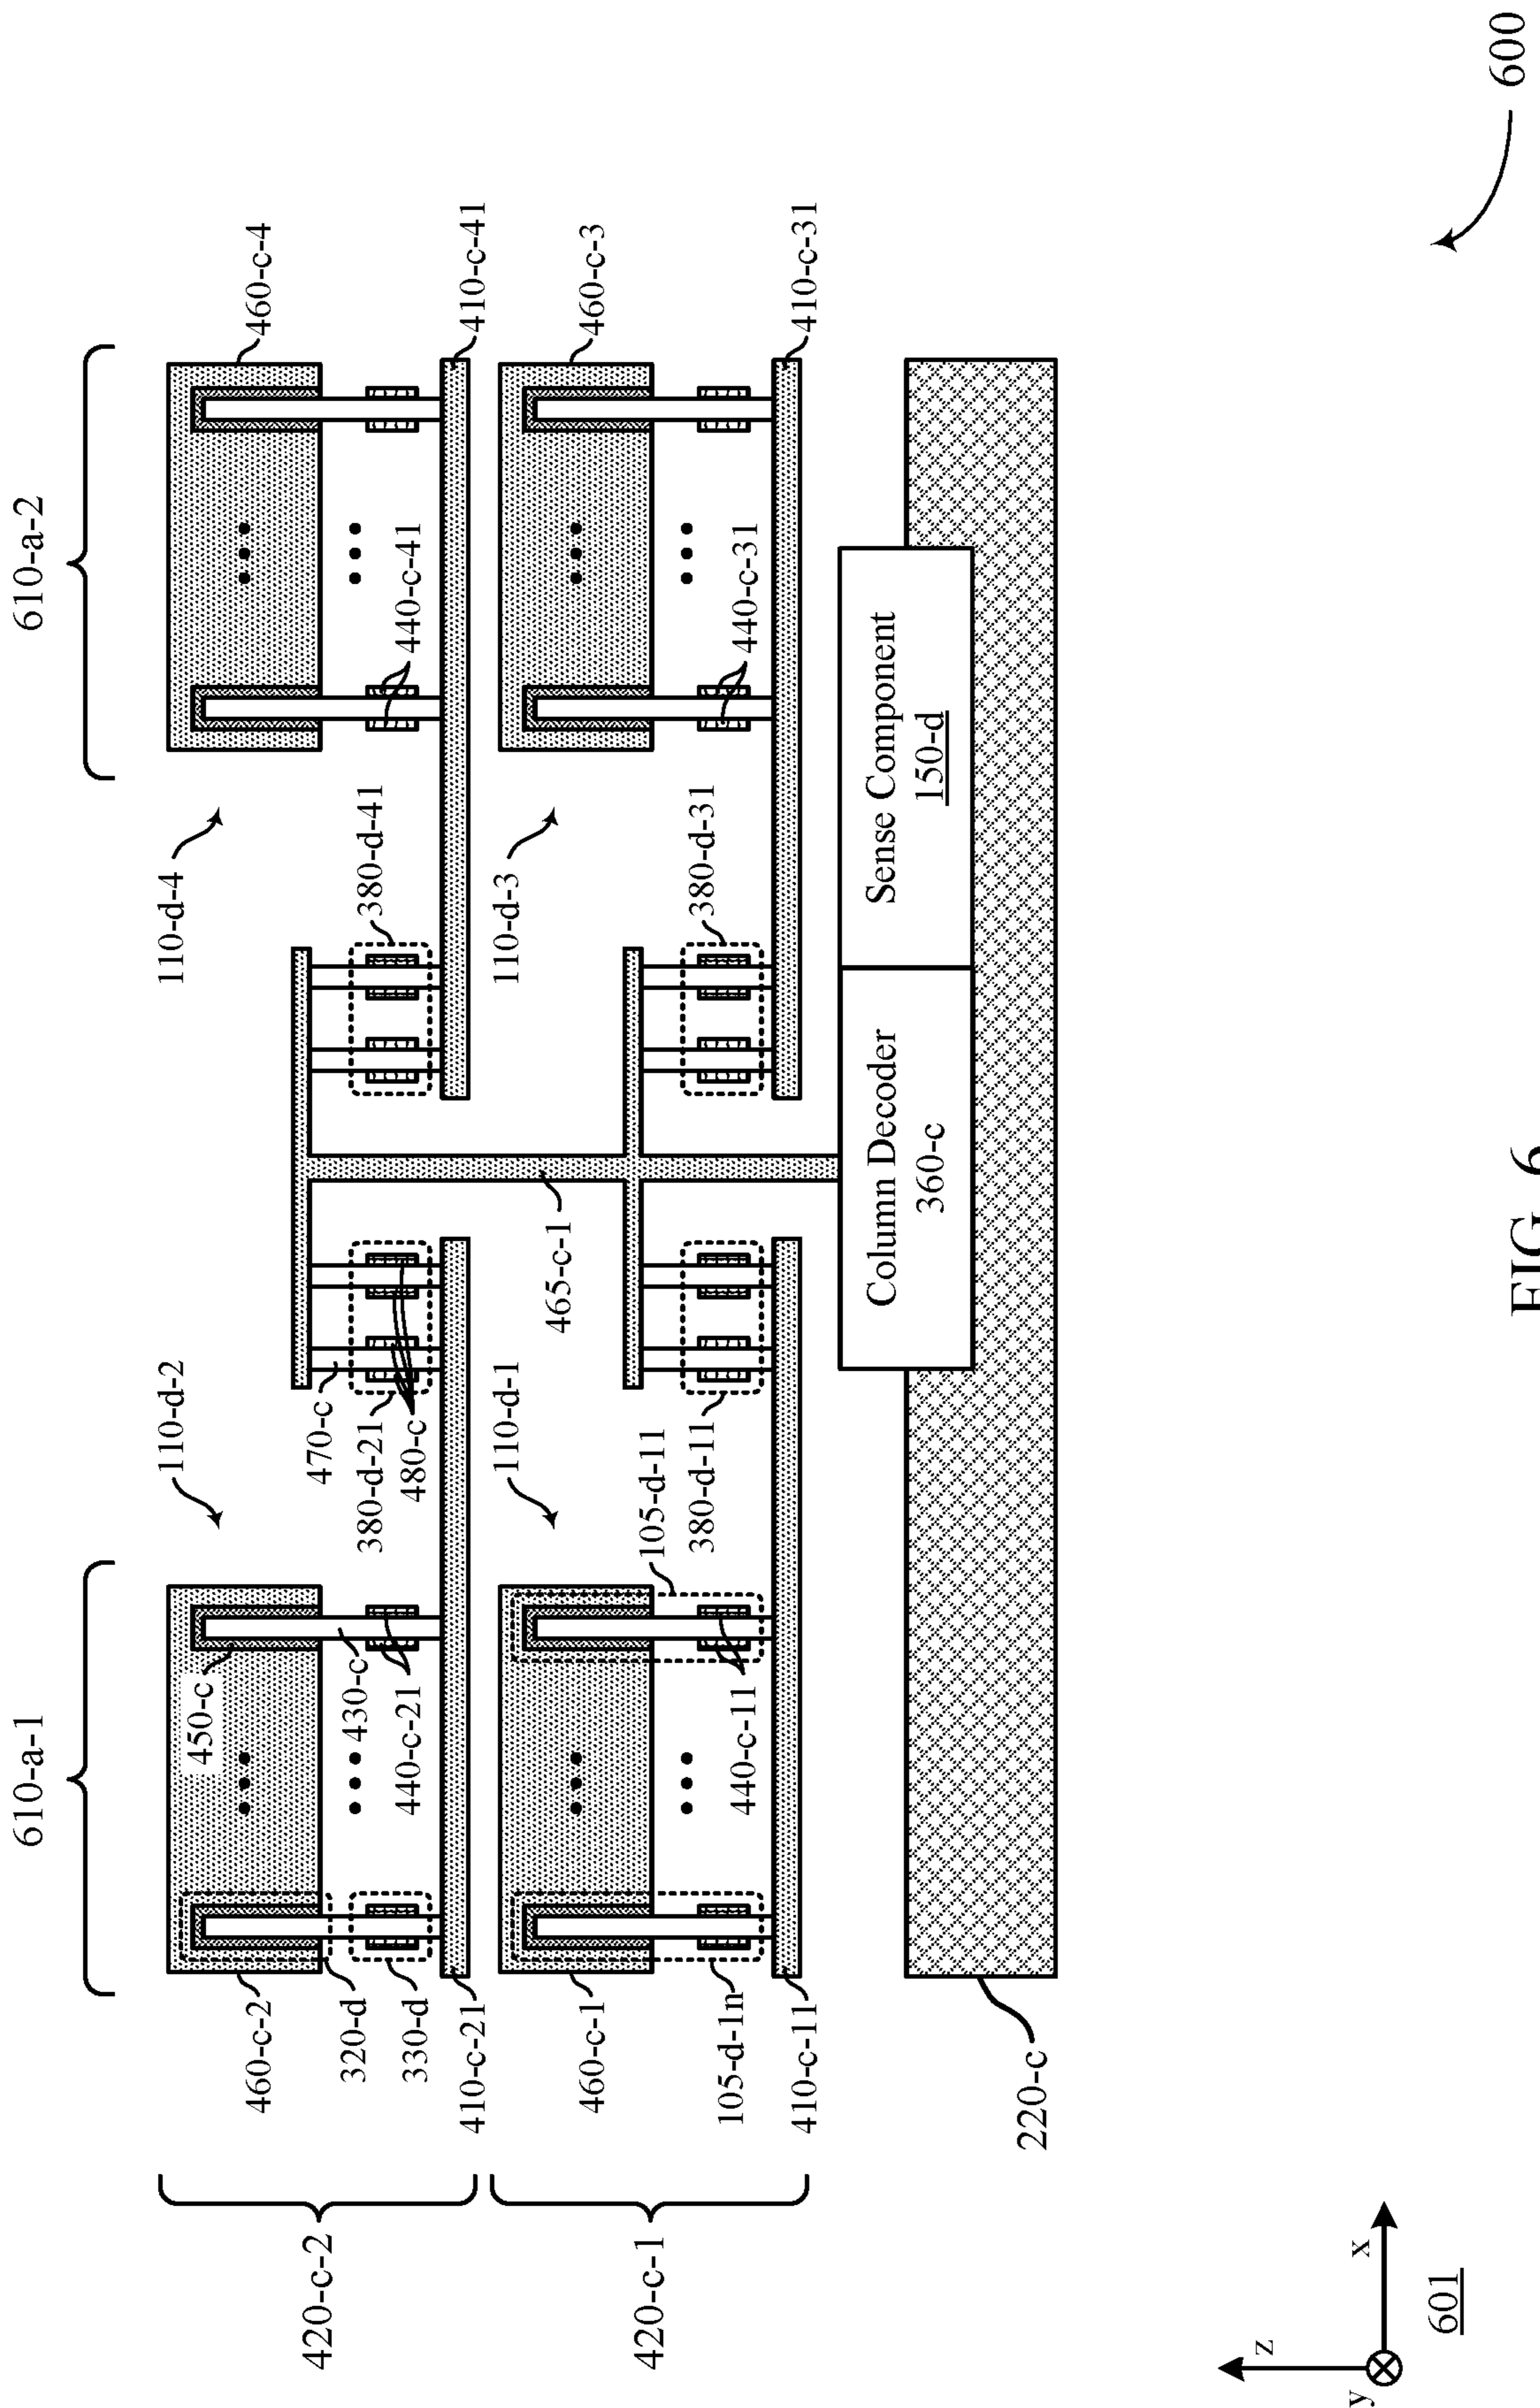 610-a-1
610-a-2
110-d-2
110-d-4
460-c-2
450-c
460-c-4
420-c-2
320-d
430-c
470-c
330-d
440-c-21
380-d-21
380-d-41
440-c-41
410-c-21
480-c
410-c-41
110-d-1
110-d-3
460-c-1
465-c-1
460-c-3
420-c-1
105-d-11
105-d-1n
440-c-11
380-d-11
380-d-31
440-c-31
410-c-11
410-c-31
Column Decoder
360-c
Sense Component
150-d
220-c
z
x
y
601
600
FIG. 6